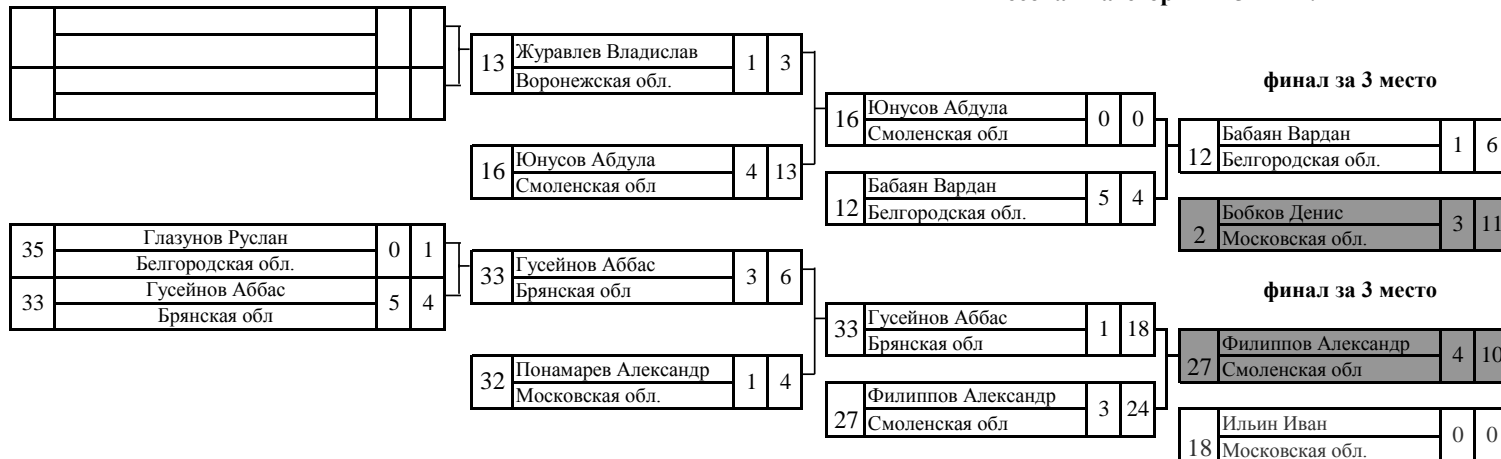 13 Журавлев Владислав 1 3
Воронежская обл.
16 Юнусов Абдула 4 13
Смоленская обл
35 Глазунов Руслан 0 1
Белгородская обл.
33 Гусейнов Аббас 5 4
Брянская обл
33 Гусейнов Аббас 3 6
Брянская обл
32 Понамарев Александр 1 4
Московская обл.
16 Юнусов Абдула 0 0
Смоленская обл
12 Бабаян Вардан 5 4
Белгородская обл.
33 Гусейнов Аббас 1 18
Брянская обл
27 Филиппов Александр 3 24
Смоленская обл
финал за 3 место
12 Бабаян Вардан 1 6
Белгородская обл.
2 Бобков Денис 3 11
Московская обл.
финал за 3 место
27 Филиппов Александр 4 10
Смоленская обл
18 Ильин Иван 0 0
Московская обл.